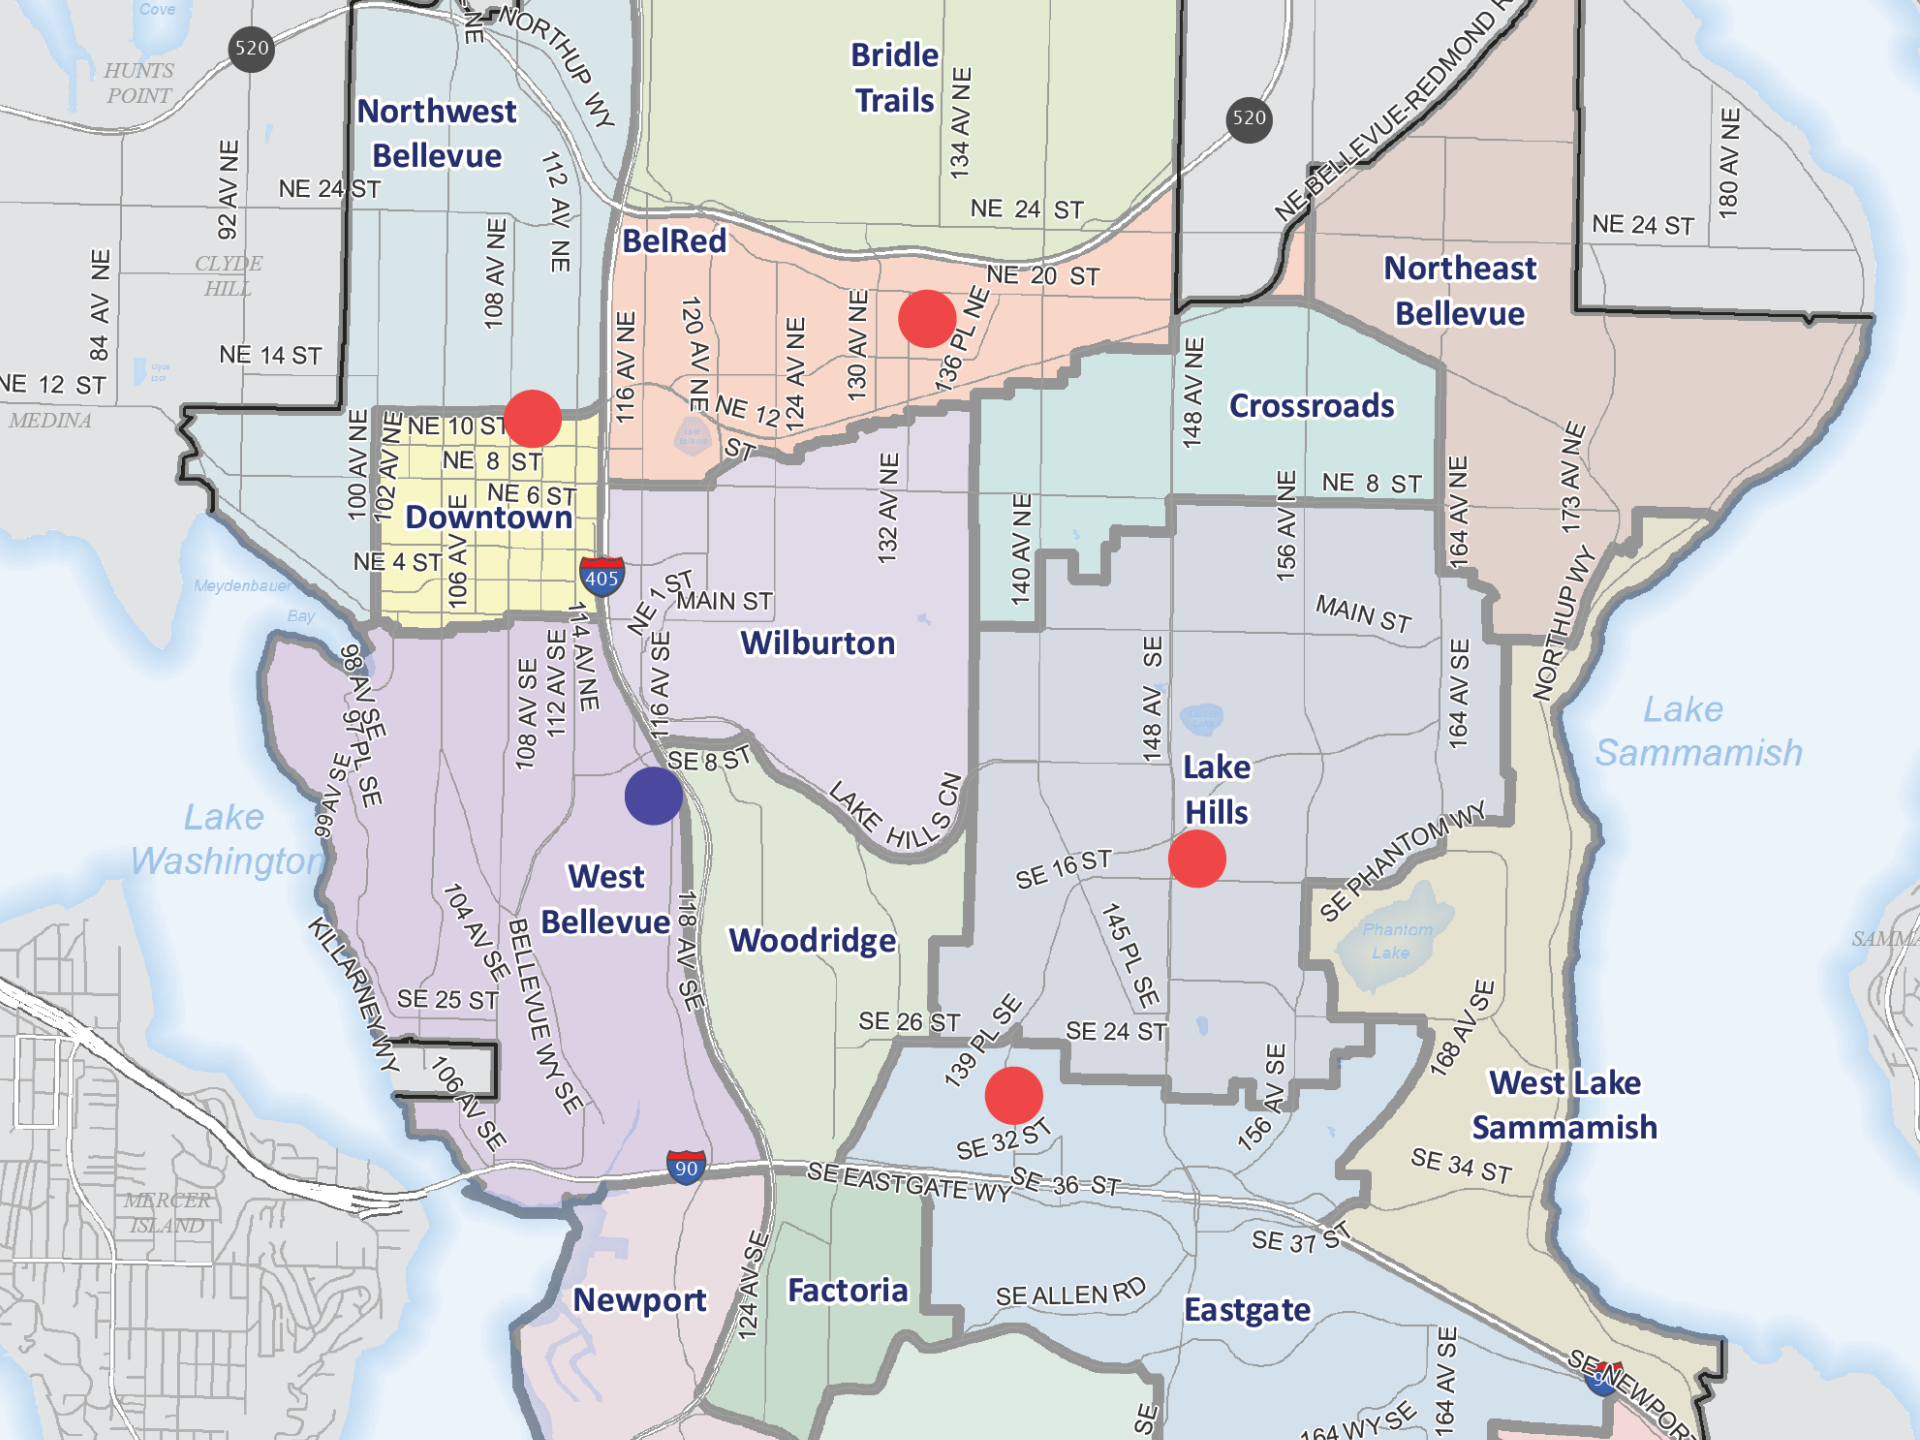 Cove
NE
NORTHUP WY
520
HUNTS
POINT
Bridle
Trails
134 AV NE
NE BELLEVUE-REDMOND R
520
Northwest
Bellevue
92 AV NE
180 AV NE
NE 24 ST
112 AV NE
NE 24 ST
NE 24 ST
108 AV NE
BelRed
84 AV NE
CLYDE
HILL
NE 20 ST
Northeast
Bellevue
116 AV NE
120 AV NE
124 AV NE
130 AV NE
136 PL NE
NE 14 ST
NE 12 ST
MEDINA
148 AV NE
Crossroads
NE 12
ST
100 AV NE
102 AV NE
NE 10 ST
NE 8 ST
NE 6 ST
Downtown
NE 4 ST
106 AV NE
132 AV NE
140 AV NE
156 AV NE
NE 8 ST
164 AV NE
173 AV NE
405
Meydenbauer
Bay
114 AV NE
NE 1 ST
MAIN ST
MAIN ST
NORTHUP WY
Wilburton
98 AV SE
97 PL SE
99 AV SE
108 AV SE
112 AV SE
116 AV SE
148 AV SE
164 AV SE
Lake
Sammamish
SE 8 ST
Lake
Hills
LAKE HILLS CN
SE PHANTOM WY
Lake
Washington
West
Bellevue
SE 16 ST
104 AV SE
BELLEVUE WY SE
118 AV SE
Woodridge
145 PL SE
Phantom
Lake
SAMMA
KILLARNEY WY
SE 25 ST
SE 26 ST
139 PL SE
SE 24 ST
168 AV SE
106 AV SE
156 AV SE
West Lake
Sammamish
SE 32 ST
90
SE EASTGATE WY
SE 36 ST
SE 34 ST
MERCER
ISLAND
SE 37 ST
124 AV SE
Newport
Factoria
SE ALLEN RD
Eastgate
164 AV SE
SE NEWPORT
SE
164 WY SE